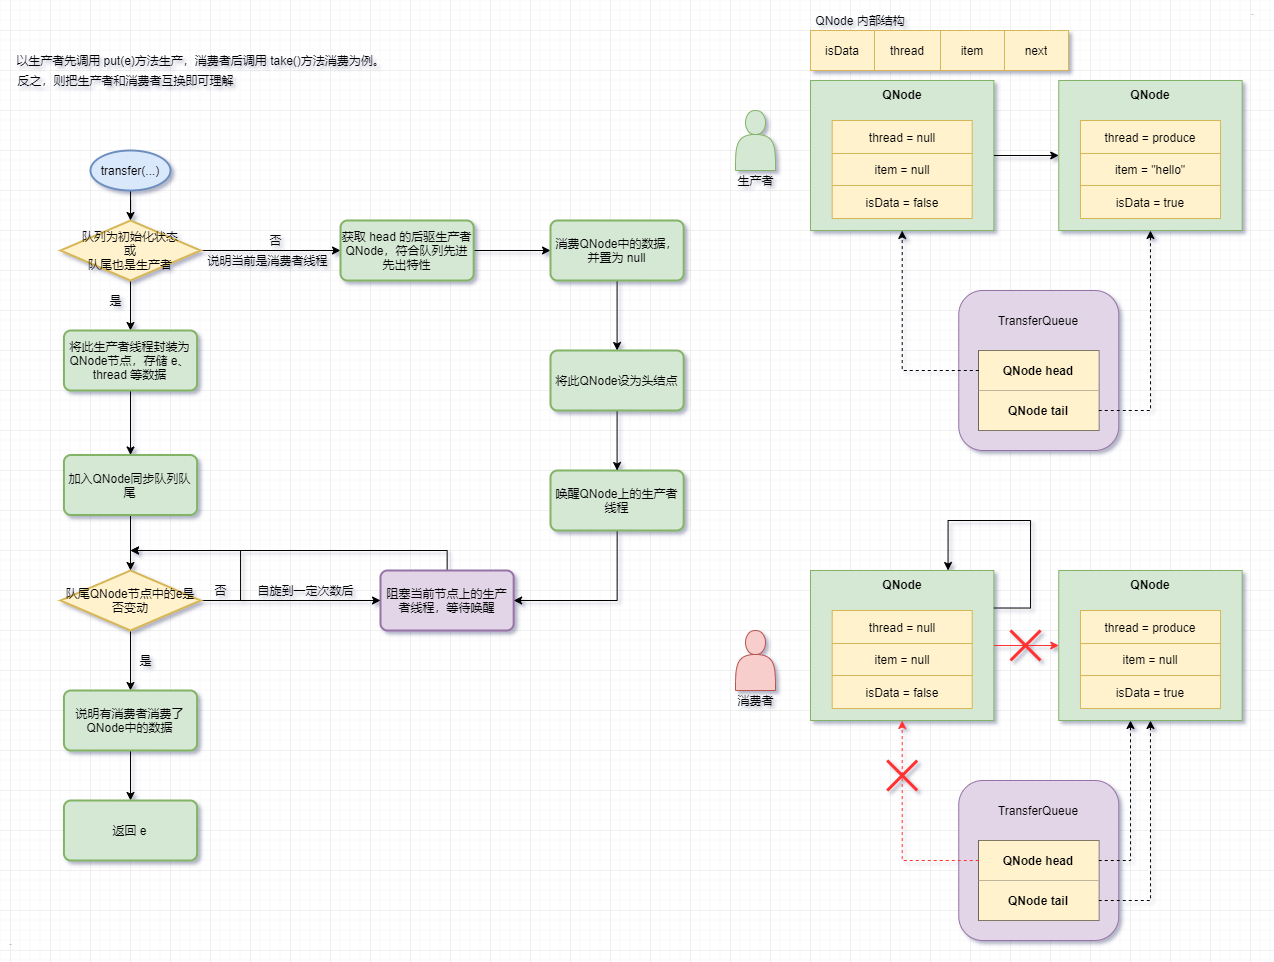 以生产者先调用 put(e)方法生产，消费者后调用 take()方法消费为例。
反之，则把生产者和消费者互换即可理解
transfer(...)
队列为初始化状态
或
队尾也是生产者
否
说明当前是消费者线程
获取 head 的后驱生产者
QNode，符合队列先进
先出特性
消费QNode中的数据，
并置为 null
是
将此生产者线程封装为
QNode节点，存储 e、
thread 等数据
将此QNode设为头结点
加入QNode同步队列队
尾
唤醒QNode上的生产者
线程
队尾QNode节点中的e是
否变动
否
自旋到一定次数后
阻塞当前节点上的生产
者线程，等待唤醒
是
说明有消费者消费了
QNode中的数据
返回 e
QNode 内部结构
isData
thread
item
next
生产者
QNode
thread = null
item = null
isData = false
QNode
thread = produce
item = "hello"
isData = true
TransferQueue
QNode head
QNode tail
消费者
QNode
thread = null
item = null
isData = false
QNode
thread = produce
item = null
isData = true
TransferQueue
QNode head
QNode tail